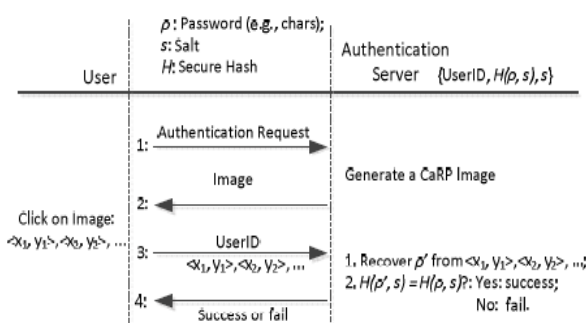 ρ: Password (e.g., chars);
s: Salt
H: Secure Hash
User
Authentication
Server {UserID, H(ρ, s), s}
Authentication Request
1:
Image
2:
Generate a CaRP Image
Click on Image:
<x₁, y₁>,<x₂, y₂>, ...
UserID
3:
<x₁, y₁>,<x₂, y₂>, ...
1. Recover ρ' from <x₁, y₁>,<x₂, y₂>, ...;
2. H(ρ', s) = H(ρ, s)?: Yes: success;
No: fail.
4:
Success or fail